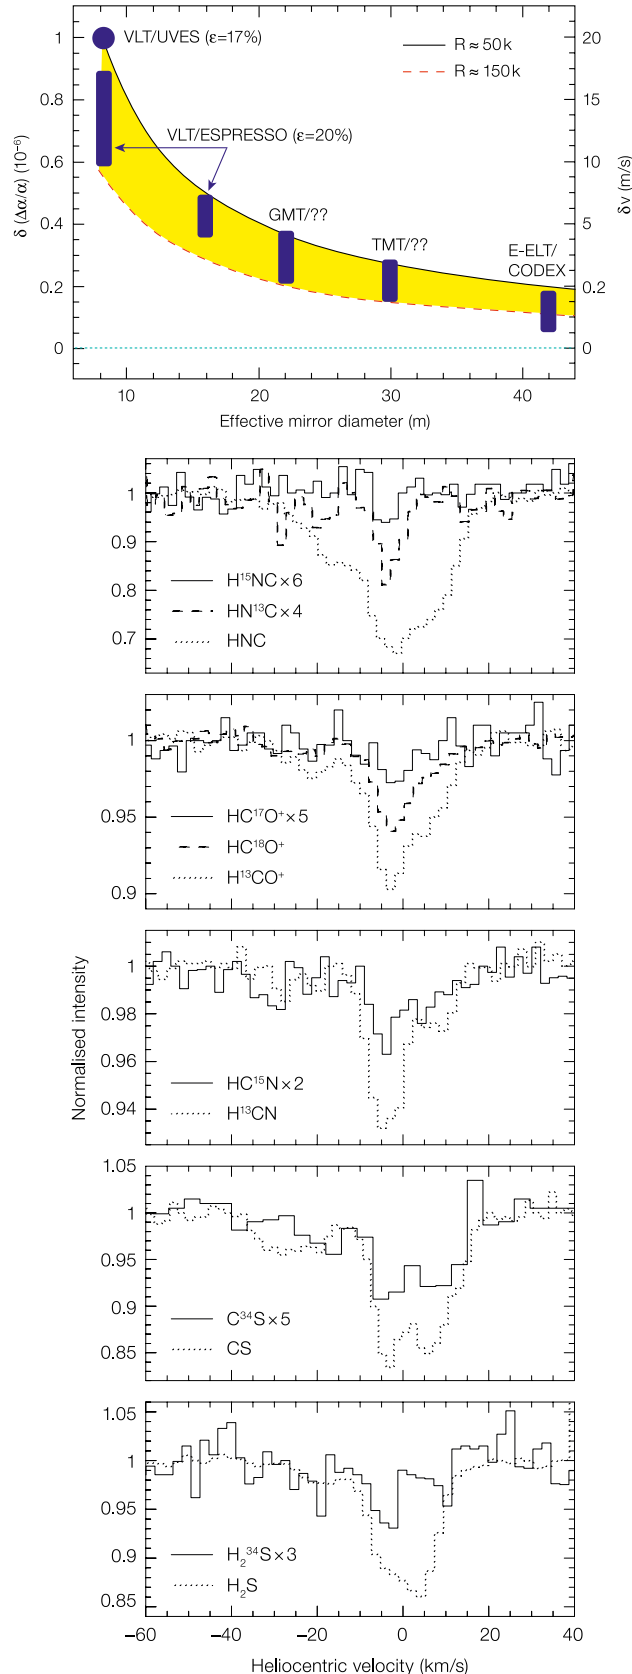 δ (Δα/α) (10⁻⁶)
1
0.8
0.6
0.4
0.2
0
VLT/UVES (ε=17%)
R ≈ 50k
R ≈ 150k
VLT/ESPRESSO (ε=20%)
GMT/??
TMT/??
E-ELT/
CODEX
20
15
10
5
0.2
0
δv (m/s)
10 20 30 40
Effective mirror diameter (m)
Normalised intensity
1
0.9
0.8
0.7
H¹⁵NC × 6
HN¹³C × 4
HNC
1
0.95
0.9
HC¹⁷O⁺ × 5
HC¹⁸O⁺
H¹³CO⁺
1
0.98
0.96
0.94
HC¹⁵N × 2
H¹³CN
1.05
1
0.95
0.9
0.85
C³⁴S × 5
CS
1.05
1
0.95
0.9
0.85
H₂³⁴S × 3
H₂S
−60 −40 −20 0 20 40
Heliocentric velocity (km/s)